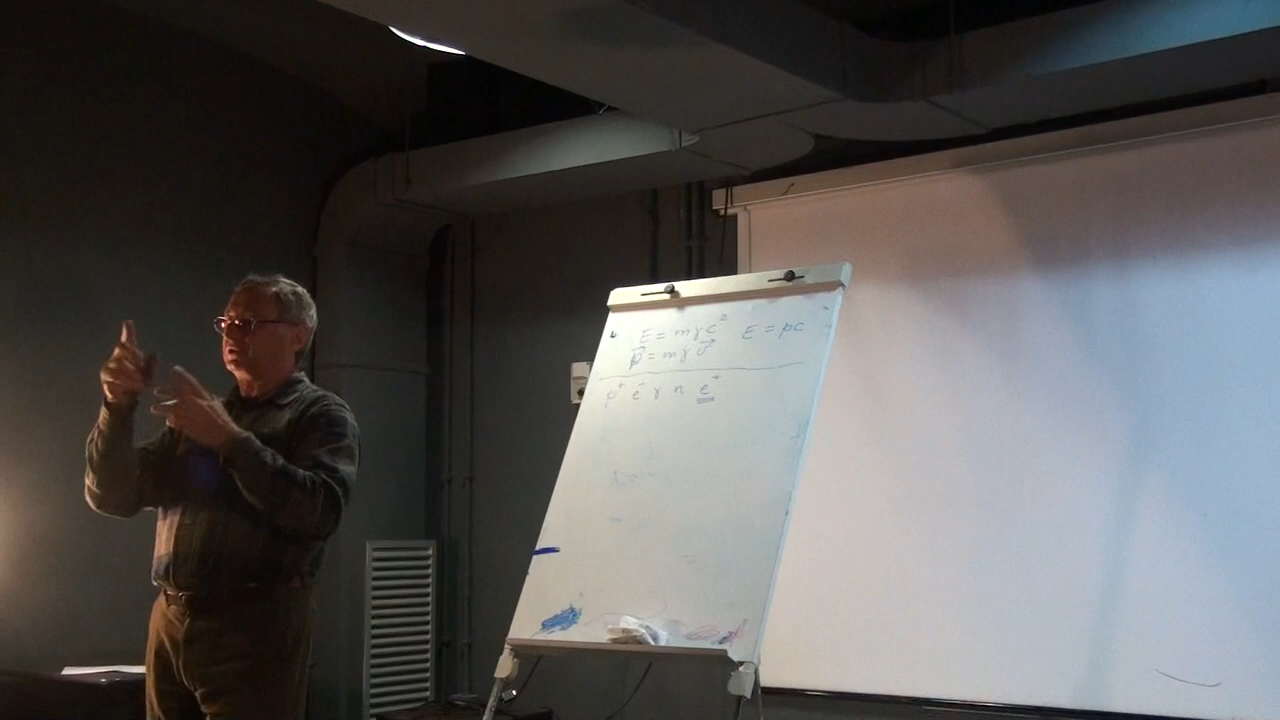 E = mγc² E = pc
p⃗ = mγv⃗
p⁺ e⁻ γ n e⁺